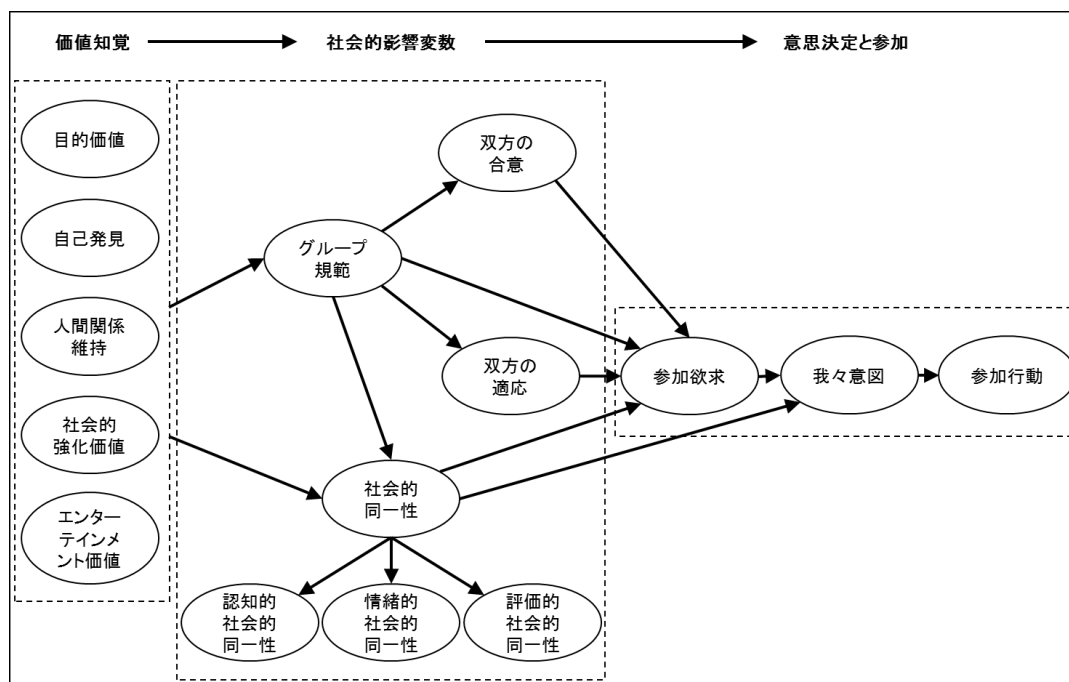 価値知覚
社会的影響変数
意思決定と参加
目的価値
自己発見
人間関係
維持
社会的
強化価値
エンター
テインメ
ント価値
双方の
合意
グループ
規範
双方の
適応
社会的
同一性
認知的
社会的
同一性
情緒的
社会的
同一性
評価的
社会的
同一性
参加欲求
我々意図
参加行動